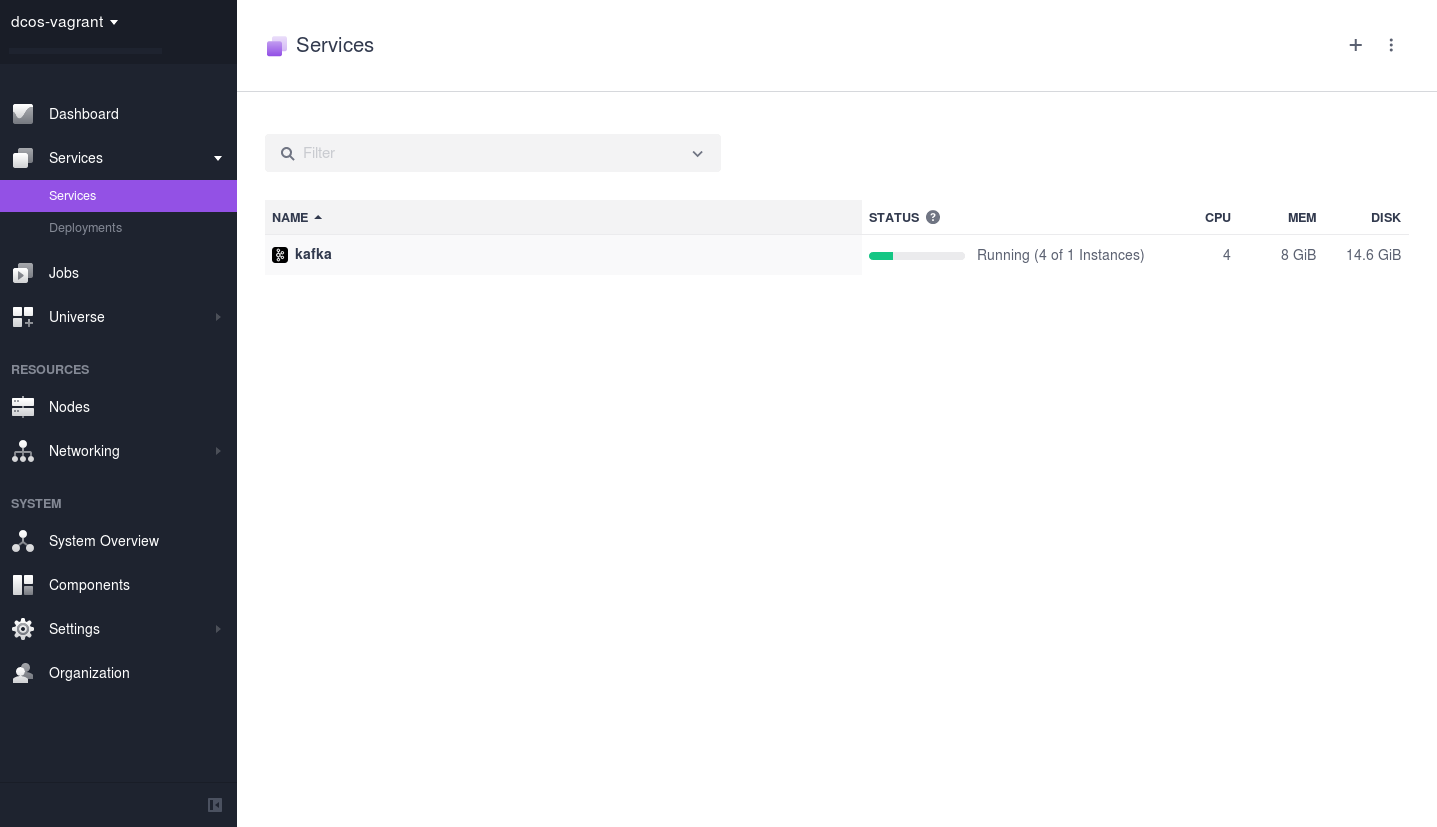 dcos-vagrant
Dashboard
Services
Services
Deployments
Jobs
Universe
RESOURCES
Nodes
Networking
SYSTEM
System Overview
Components
Settings
Organization
Services
Filter
NAME STATUS ? CPU MEM DISK
kafka Running (4 of 1 Instances) 4 8 GiB 14.6 GiB